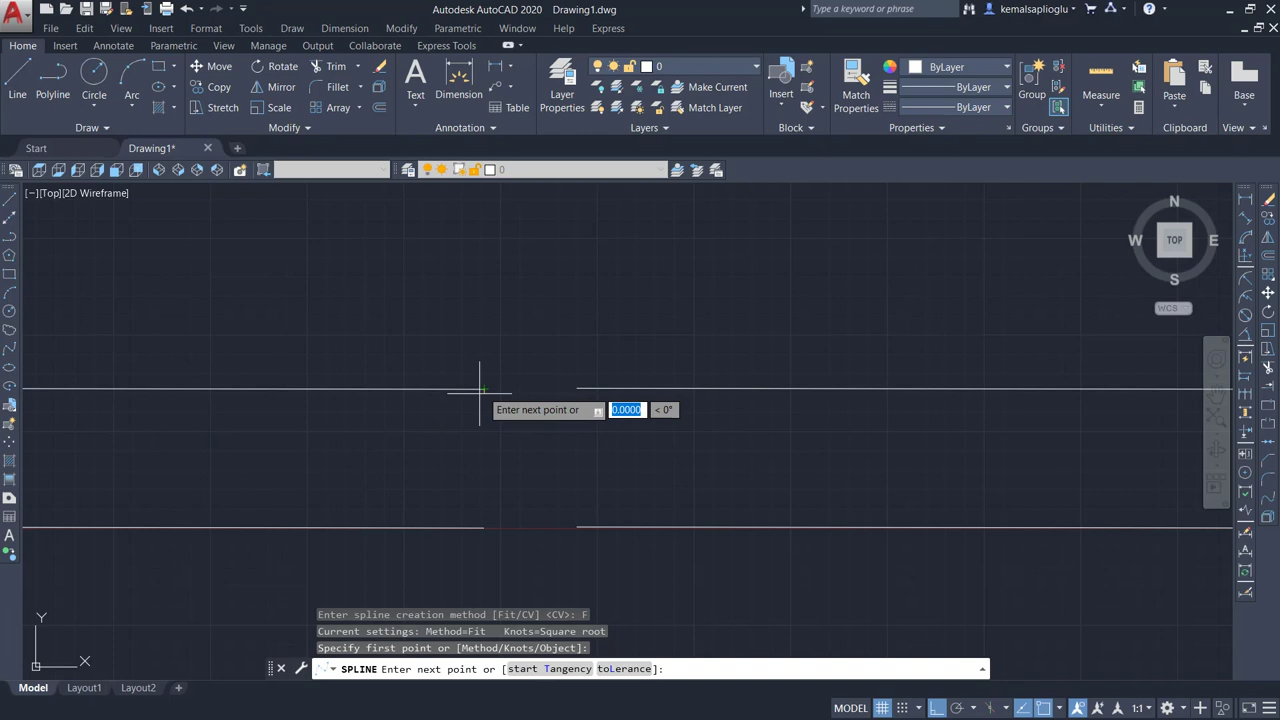 Autodesk AutoCAD 2020 Drawing1.dwg
Type a keyword or phrase
kemalsaplioglu
File Edit View Insert Format Tools Draw Dimension Modify Parametric Window Help Express
Home Insert Annotate Parametric View Manage Output Collaborate Express Tools
Move Rotate Trim
Copy Mirror Fillet
Stretch Scale Array
Line Polyline Circle Arc
Text Dimension
Table
Layer
Properties
0
Make Current
Match Layer
Insert
Match
Properties
ByLayer
ByLayer
ByLayer
Group
Measure
Paste
Base
Draw Modify Annotation Layers Block Properties Groups Utilities Clipboard View
Start Drawing1*
0
[−][Top][2D Wireframe]
N
W TOP E
S
WCS
Enter next point or 0.0000 < 0°
Y
X
Enter spline creation method [Fit/CV] <CV>: F
Current settings: Method=Fit Knots=Square root
Specify first point or [Method/Knots/Object]:
SPLINE Enter next point or [start Tangency toLerance]:
Model Layout1 Layout2
MODEL 1:1